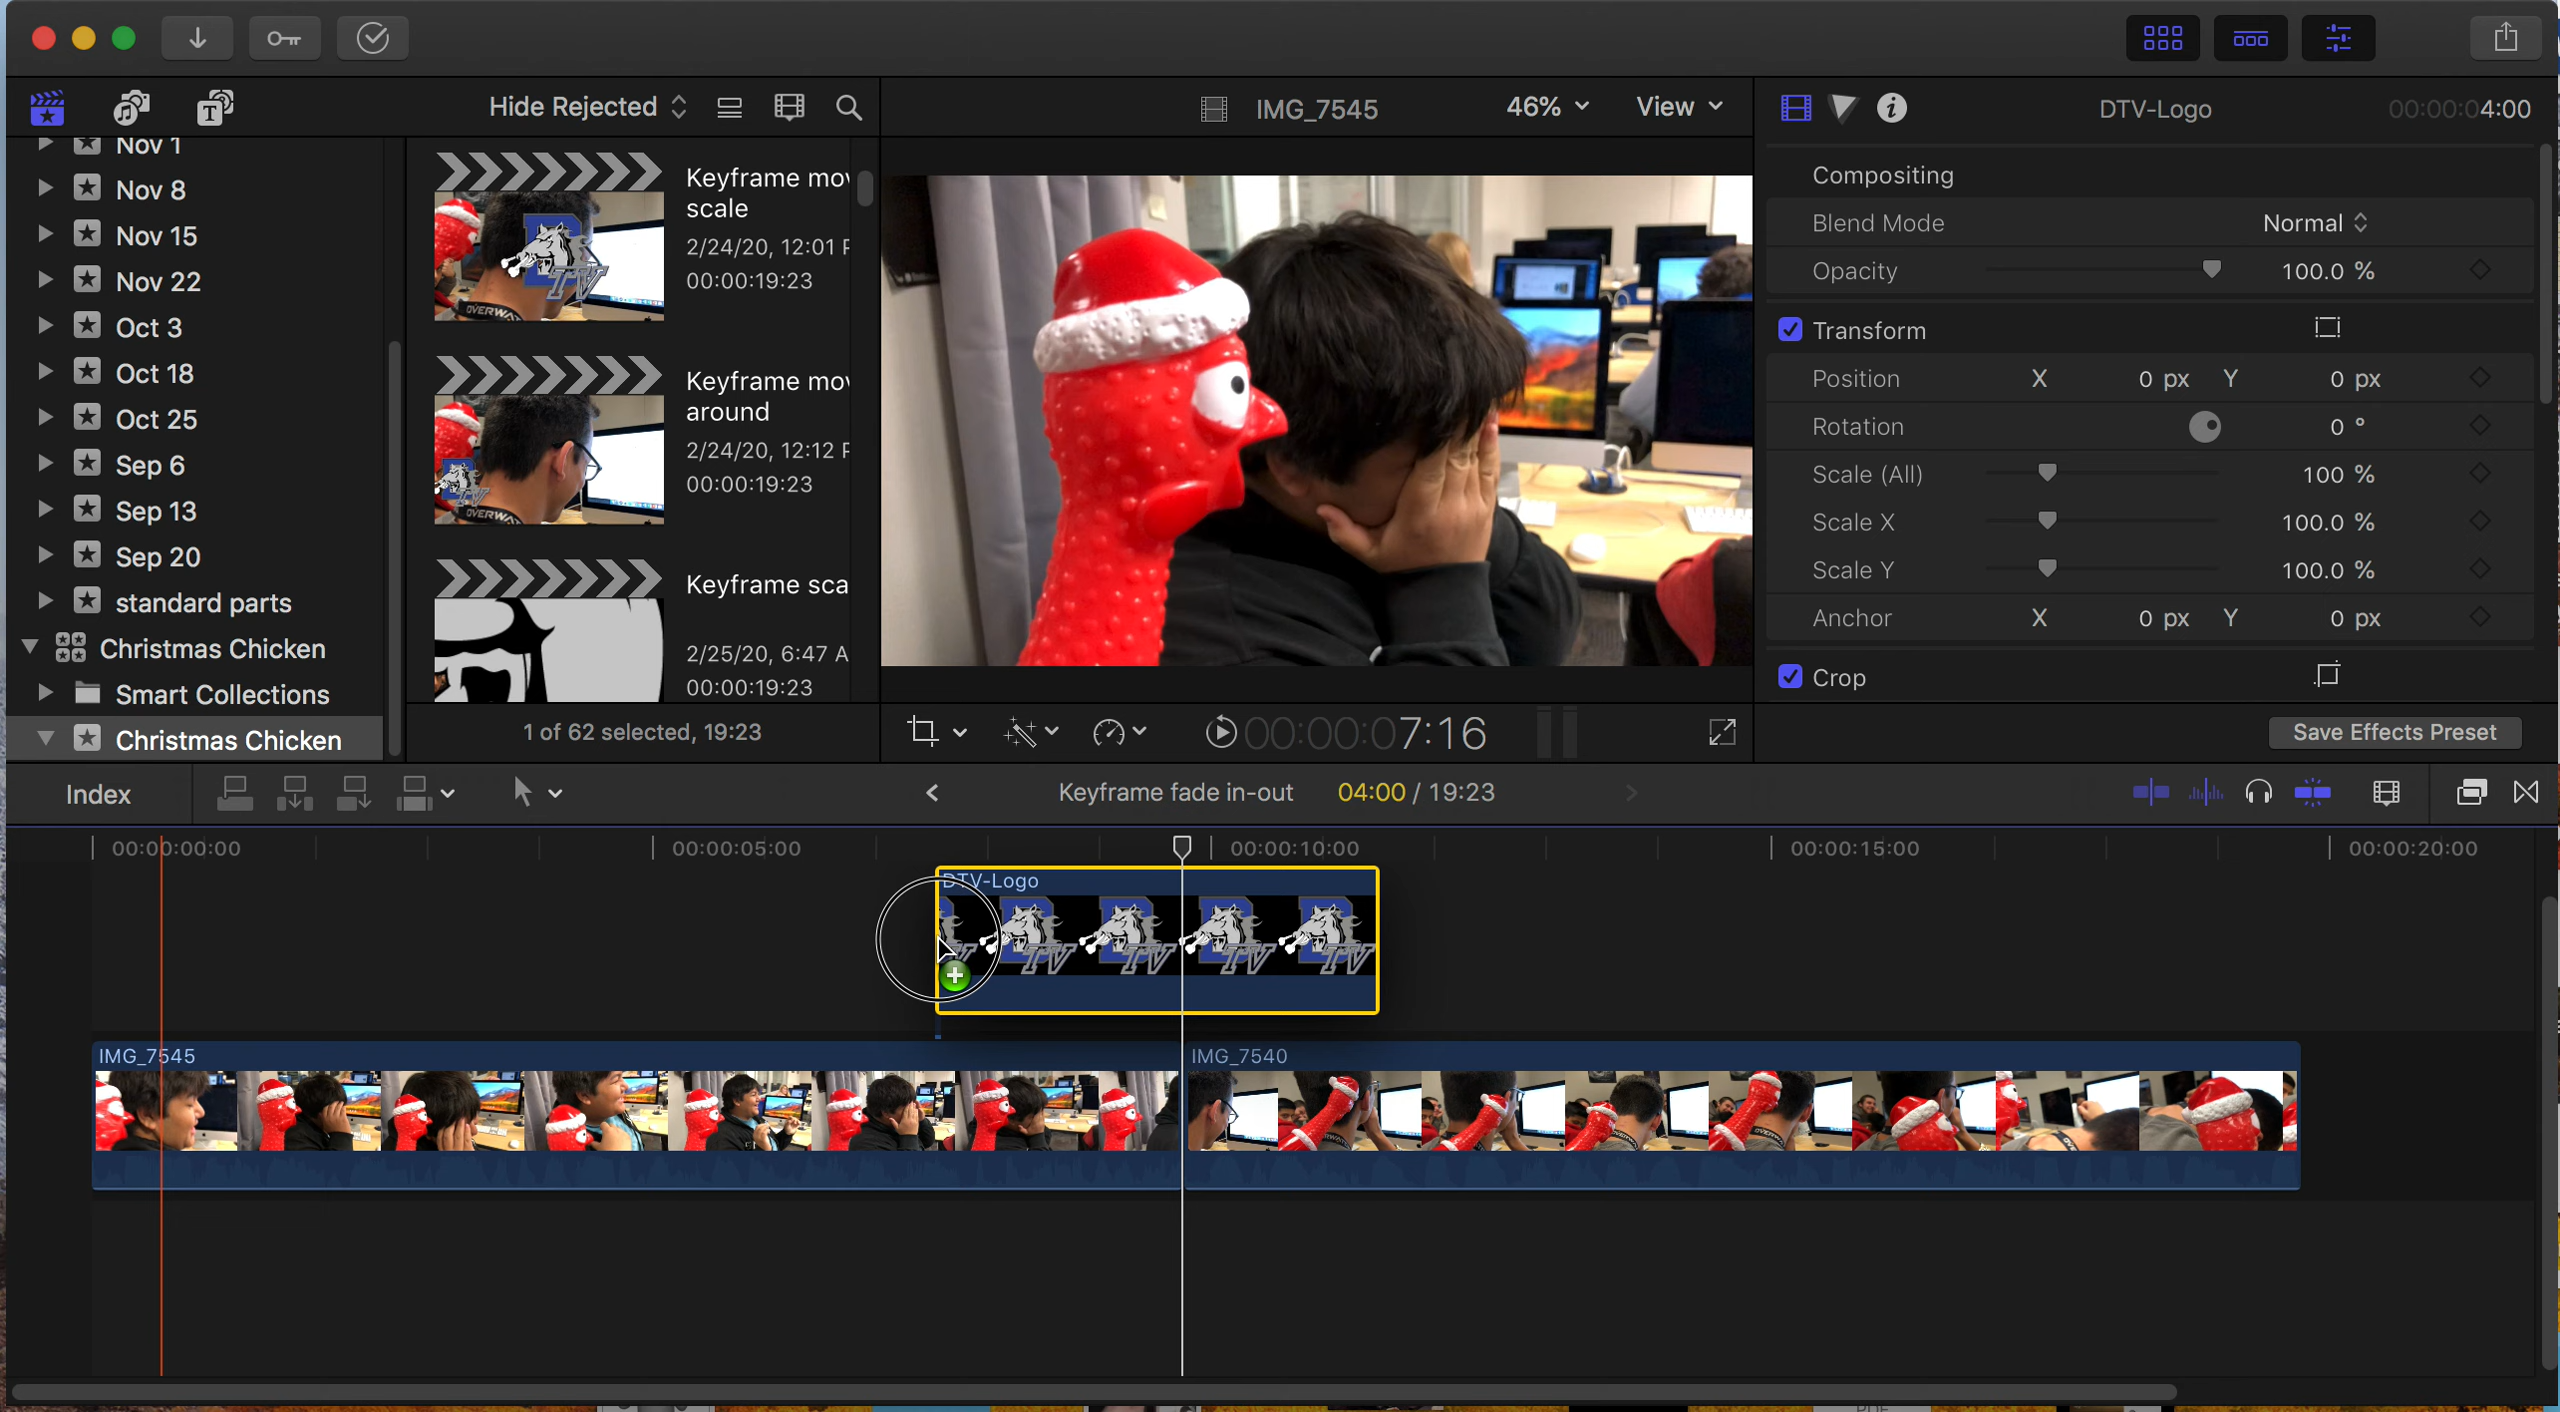 Hide Rejected
IMG_7545
46%
View
DTV-Logo
00:00:04:00
Nov 1
Nov 8
Nov 15
Nov 22
Oct 3
Oct 18
Oct 25
Sep 6
Sep 13
Sep 20
standard parts
Christmas Chicken
Smart Collections
Christmas Chicken
Keyframe mov
scale
2/24/20, 12:01 P
00:00:19:23
Keyframe mov
around
2/24/20, 12:12 P
00:00:19:23
Keyframe sca
2/25/20, 6:47 A
00:00:19:23
1 of 62 selected, 19:23
00:00:07:16
Compositing
Blend Mode Normal
Opacity 100.0 %
Transform
Position X 0 px Y 0 px
Rotation 0 °
Scale (All) 100 %
Scale X 100.0 %
Scale Y 100.0 %
Anchor X 0 px Y 0 px
Crop
Save Effects Preset
Index
Keyframe fade in-out 04:00 / 19:23
00:00:00:00 00:00:05:00 00:00:10:00 00:00:15:00 00:00:20:00
DTV-Logo
IMG_7545
IMG_7540